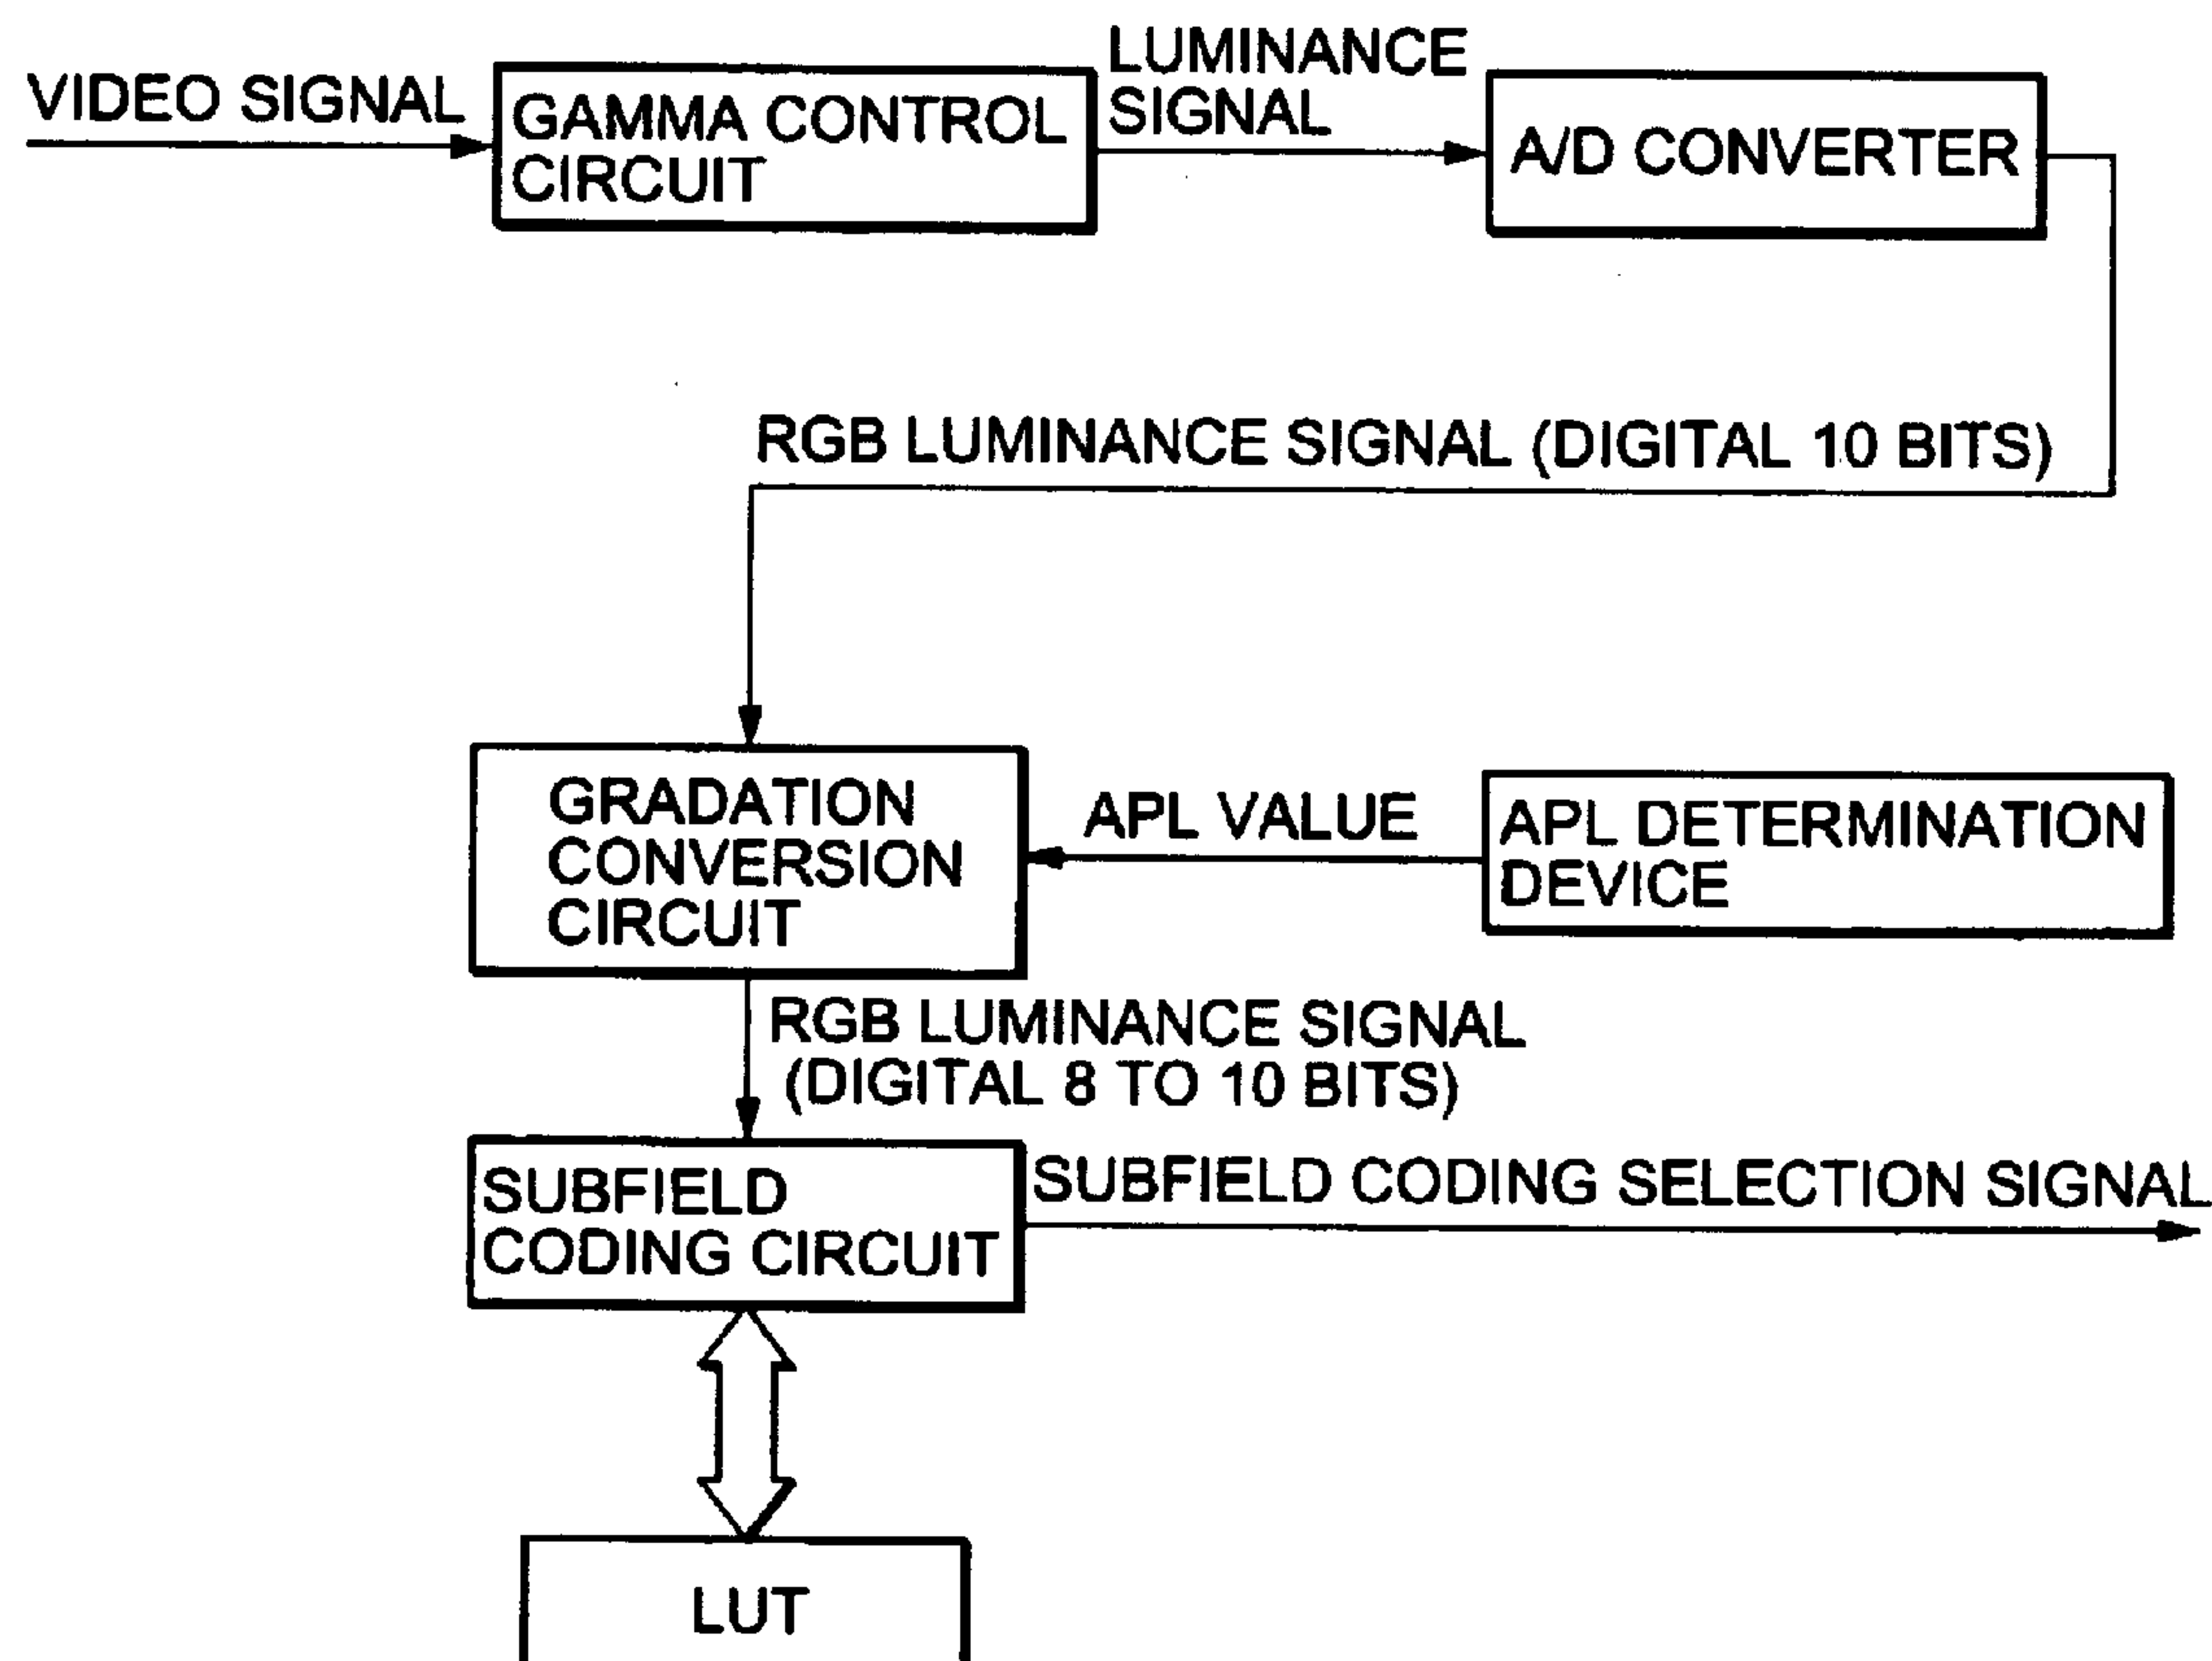 VIDEO SIGNAL
GAMMA CONTROL
CIRCUIT
LUMINANCE
SIGNAL
A/D CONVERTER
RGB LUMINANCE SIGNAL (DIGITAL 10 BITS)
GRADATION
CONVERSION
CIRCUIT
APL VALUE
APL DETERMINATION
DEVICE
RGB LUMINANCE SIGNAL
(DIGITAL 8 TO 10 BITS)
SUBFIELD
CODING CIRCUIT
SUBFIELD CODING SELECTION SIGNAL
LUT